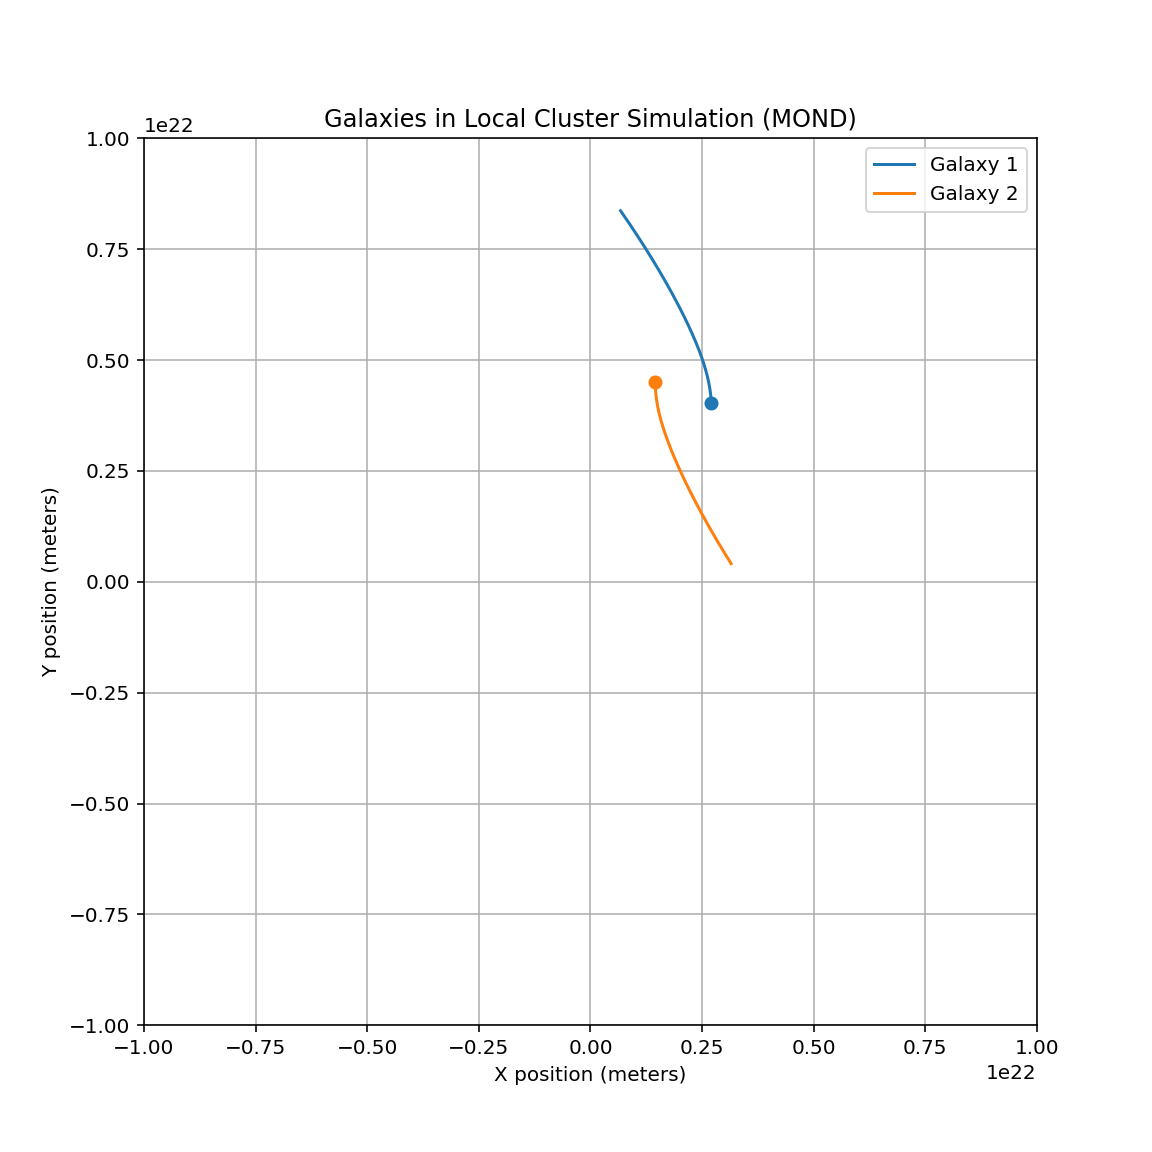 Galaxies in Local Cluster Simulation (MOND)
1e22
Galaxy 1
Galaxy 2
1.00
0.75
0.50
0.25
0.00
−0.25
−0.50
−0.75
−1.00
Y position (meters)
−1.00 −0.75 −0.50 −0.25 0.00 0.25 0.50 0.75 1.00
X position (meters)
1e22